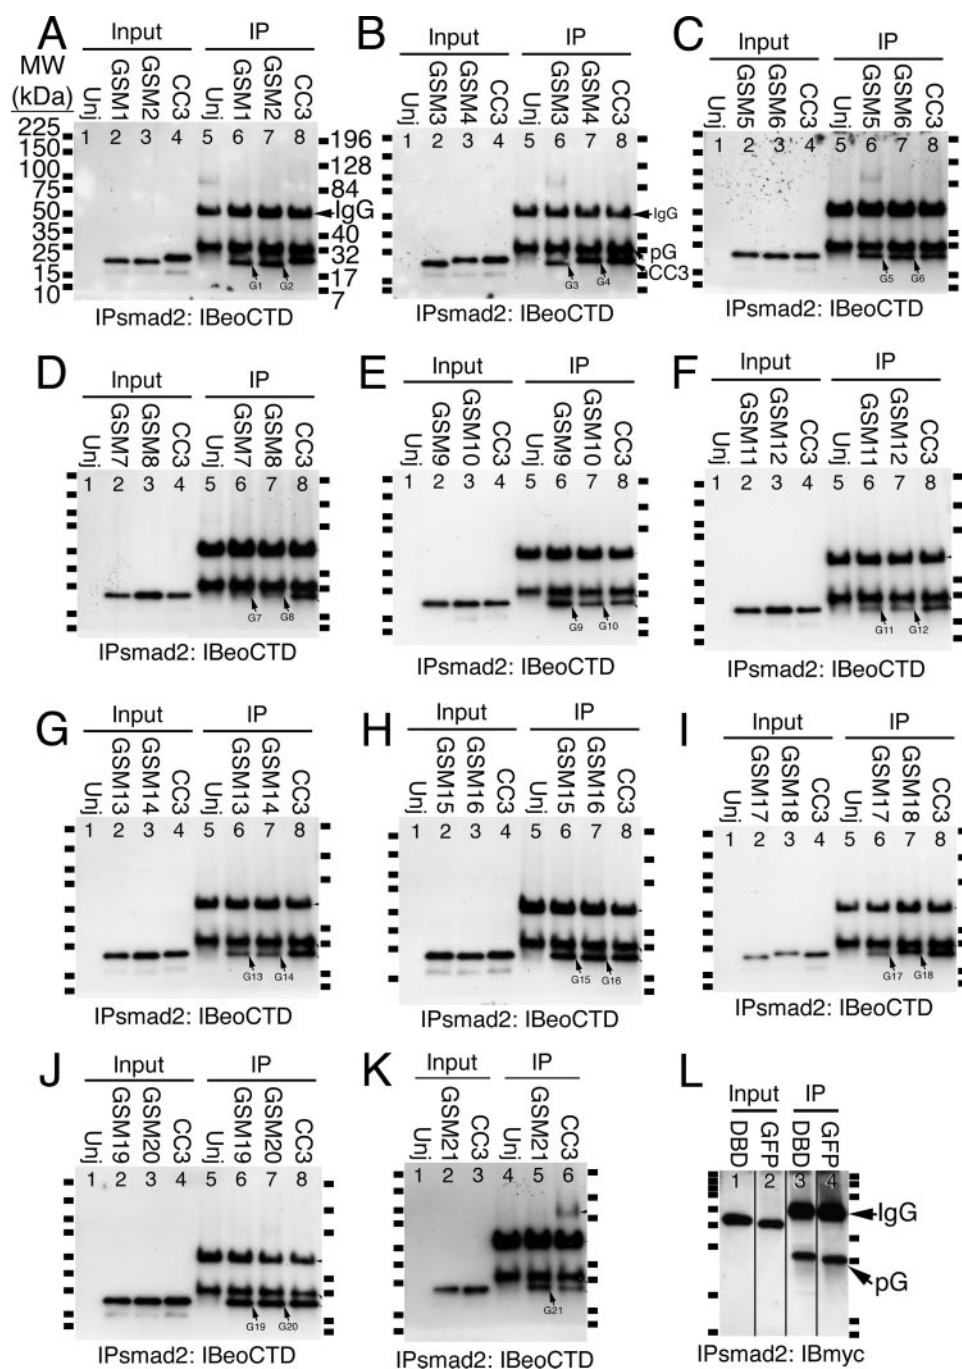 A
Input
IP
MW
(kDa)
Unj
GSM1
GSM2
CC3
Unj
GSM1
GSM2
CC3
1 2 3 4 5 6 7 8
225
150
100
75
50
35
25
15
10
196
128
84
IgG
40
32
17
7
G1 G2
IPsmad2: IBeoCTD
B
Input
IP
Unj
GSM3
GSM4
CC3
Unj
GSM3
GSM4
CC3
1 2 3 4 5 6 7 8
IgG
pG
CC3
G3 G4
IPsmad2: IBeoCTD
C
Input
IP
Unj
GSM5
GSM6
CC3
Unj
GSM5
GSM6
CC3
1 2 3 4 5 6 7 8
G5 G6
IPsmad2: IBeoCTD
D
Input
IP
Unj
GSM7
GSM8
CC3
Unj
GSM7
GSM8
CC3
1 2 3 4 5 6 7 8
G7 G8
IPsmad2: IBeoCTD
E
Input
IP
Unj
GSM9
GSM10
CC3
Unj
GSM9
GSM10
CC3
1 2 3 4 5 6 7 8
G9 G10
IPsmad2: IBeoCTD
F
Input
IP
Unj
GSM11
GSM12
CC3
Unj
GSM11
GSM12
CC3
1 2 3 4 5 6 7 8
G11 G12
IPsmad2: IBeoCTD
G
Input
IP
Unj
GSM13
GSM14
CC3
Unj
GSM13
GSM14
CC3
1 2 3 4 5 6 7 8
G13 G14
IPsmad2: IBeoCTD
H
Input
IP
Unj
GSM15
GSM16
CC3
Unj
GSM15
GSM16
CC3
1 2 3 4 5 6 7 8
G15 G16
IPsmad2: IBeoCTD
I
Input
IP
Unj
GSM17
GSM18
CC3
Unj
GSM17
GSM18
CC3
1 2 3 4 5 6 7 8
G17 G18
IPsmad2: IBeoCTD
J
Input
IP
Unj
GSM19
GSM20
CC3
Unj
GSM19
GSM20
CC3
1 2 3 4 5 6 7 8
G19 G20
IPsmad2: IBeoCTD
K
Input
IP
Unj
GSM21
CC3
Unj
GSM21
CC3
1 2 3 4 5 6
G21
IPsmad2: IBeoCTD
L
Input
IP
DBD
GFP
DBD
GFP
1 2 3 4
IgG
pG
IPsmad2: IBmyc